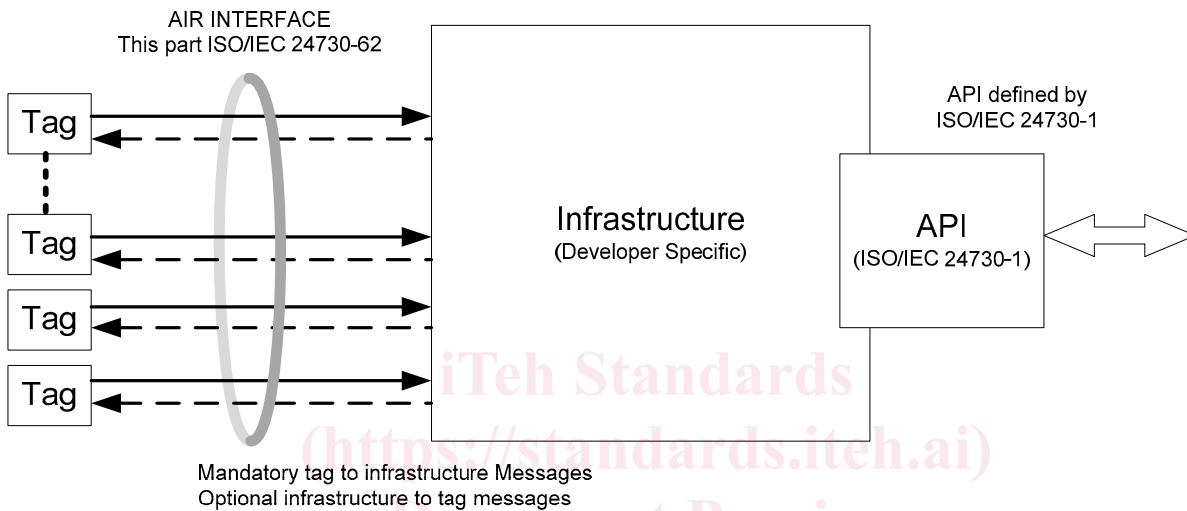 AIR INTERFACE
This part ISO/IEC 24730-62
API defined by
ISO/IEC 24730-1
Tag
Tag
Tag
Tag
Infrastructure
(Developer Specific)
API
(ISO/IEC 24730-1)
iTeh Standards
(https://standards.iteh.ai)
Mandatory tag to infrastructure Messages
Optional infrastructure to tag messages